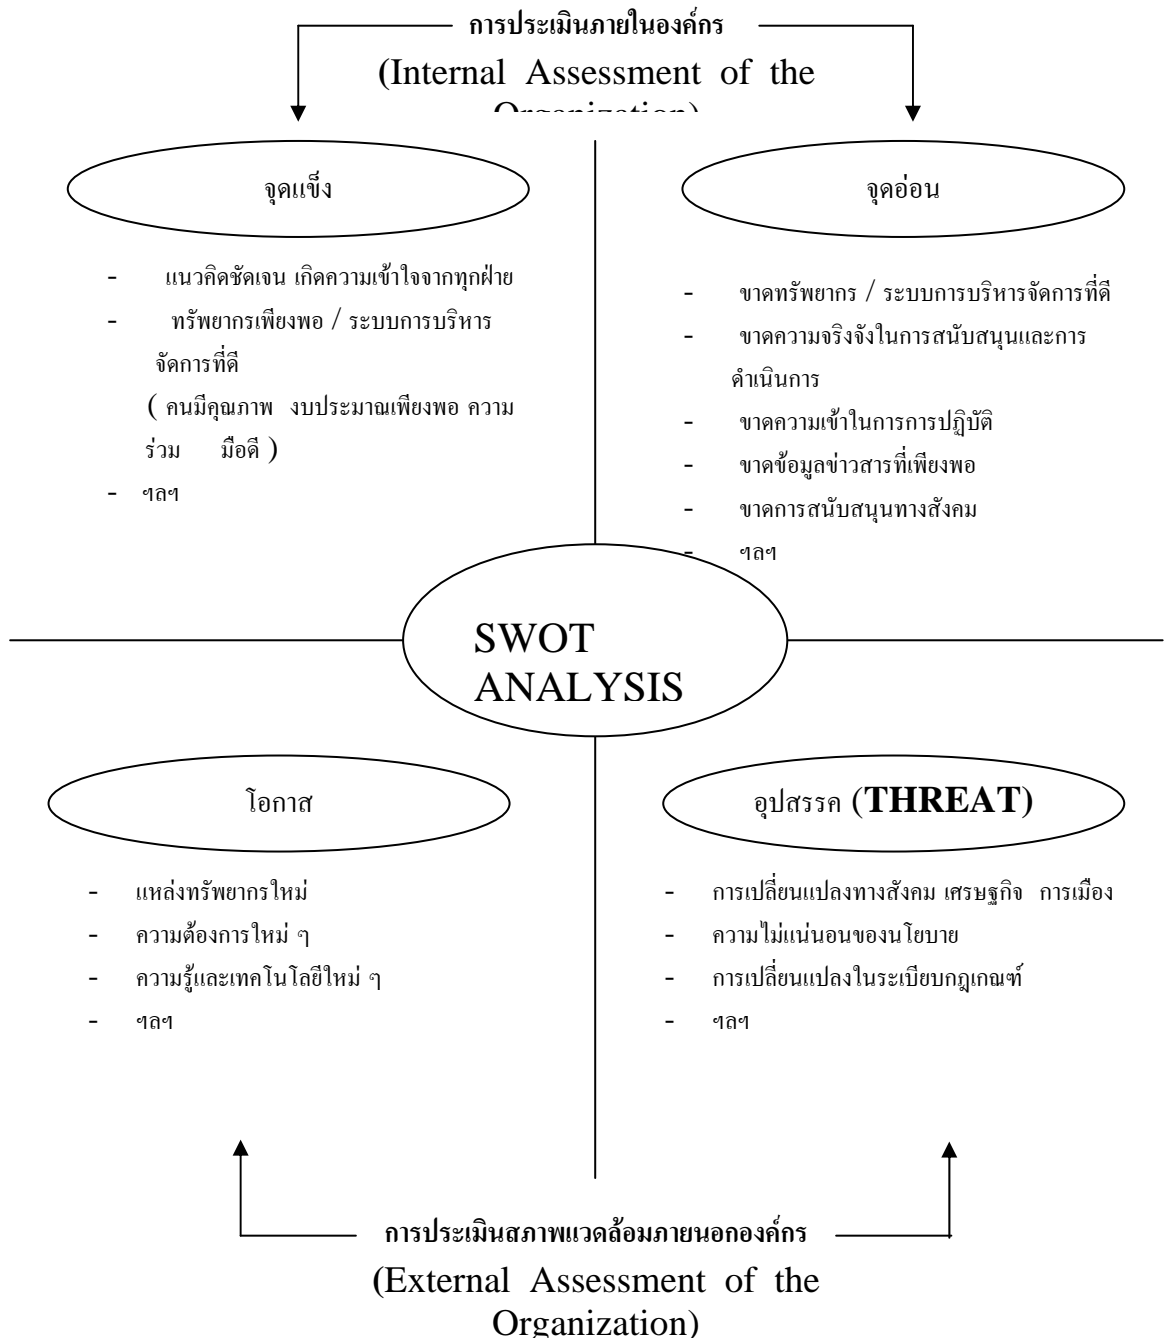 การประเมินภายในองค์กร
(Internal Assessment of the
Organization)
จุดแข็ง
- แนวคิดชัดเจน เกิดความเข้าใจจากทุกฝ่าย
- ทรัพยากรเพียงพอ / ระบบการบริหาร
จัดการที่ดี
( คนมีคุณภาพ งบประมาณเพียงพอ ความ
ร่วม มือดี )
- ฯลฯ
จุดอ่อน
- ขาดทรัพยากร / ระบบการบริหารจัดการที่ดี
- ขาดความจริงจังในการสนับสนุนและการ
ดำเนินการ
- ขาดความเข้าในการการปฏิบัติ
- ขาดข้อมูลข่าวสารที่เพียงพอ
- ขาดการสนับสนุนทางสังคม
- ฯลฯ
SWOT
ANALYSIS
โอกาส
- แหล่งทรัพยากรใหม่
- ความต้องการใหม่ ๆ
- ความรู้และเทคโนโลยีใหม่ ๆ
- ฯลฯ
อุปสรรค (THREAT)
- การเปลี่ยนแปลงทางสังคม เศรษฐกิจ การเมือง
- ความไม่แน่นอนของนโยบาย
- การเปลี่ยนแปลงในระเบียบกฎเกณฑ์
- ฯลฯ
การประเมินสภาพแวดล้อมภายนอกองค์กร
(External Assessment of the
Organization)